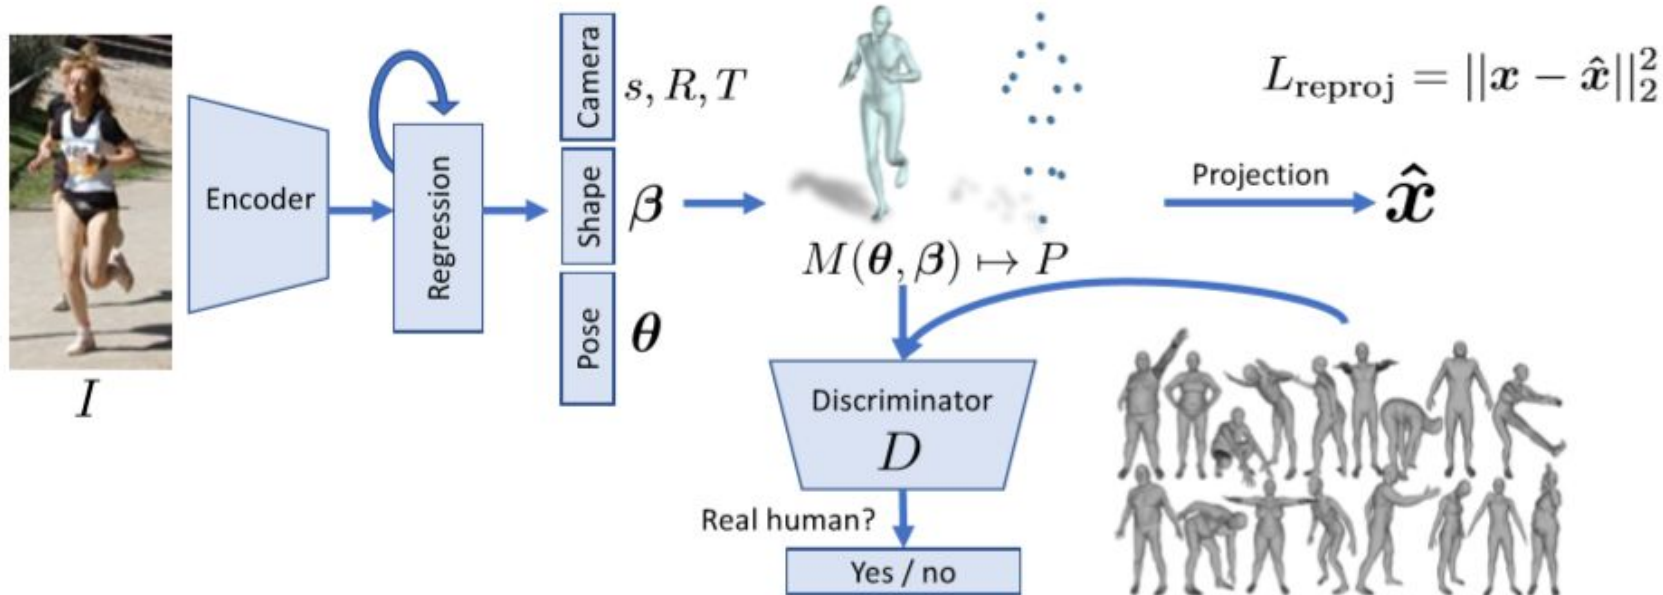 I
Encoder
Regression
Camera
s, R, T
Shape
β
Pose
θ
M(θ, β) ↦ P
L_reproj = ||x − x̂||₂²
Projection
x̂
Discriminator
D
Real human?
Yes / no